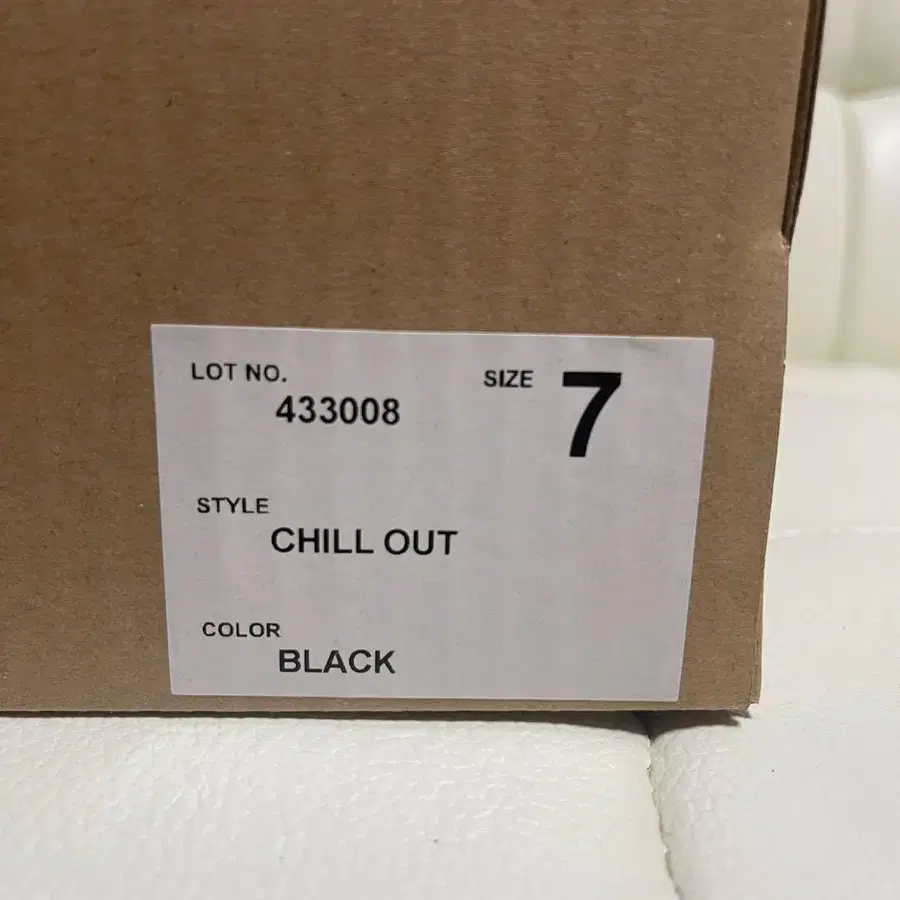 LOT NO.
433008
SIZE
7
STYLE
CHILL OUT
COLOR
BLACK